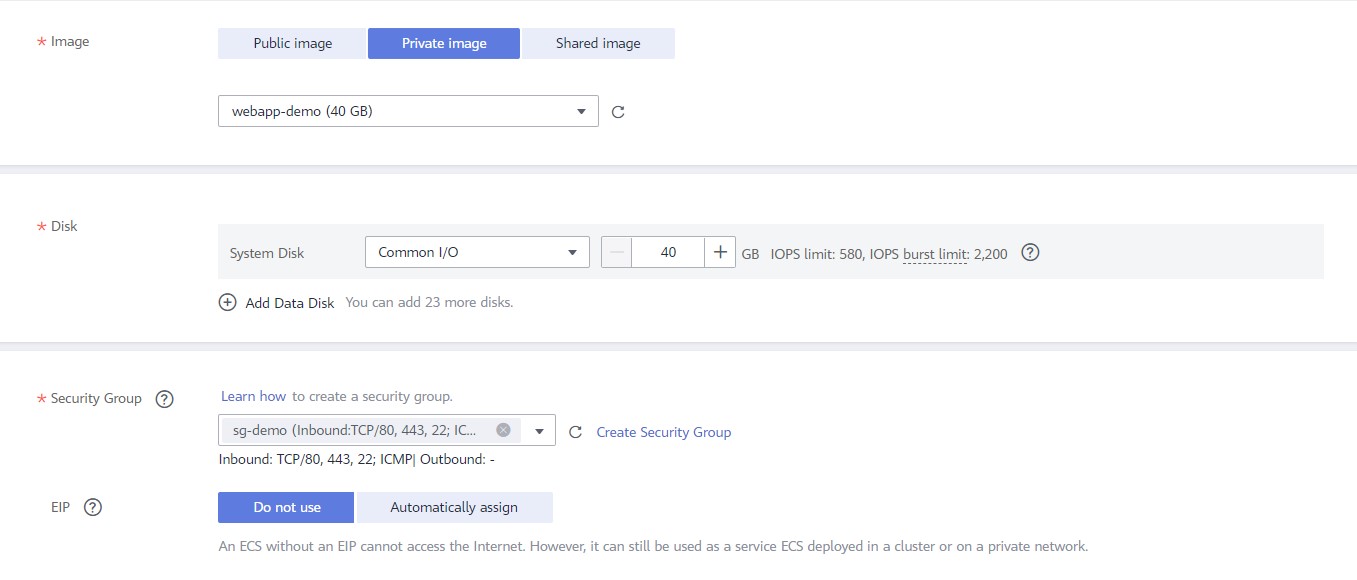 * Image
Public image Private image Shared image
webapp-demo (40 GB)
* Disk
System Disk Common I/O — 40 + GB IOPS limit: 580, IOPS burst limit: 2,200 ?
+ Add Data Disk You can add 23 more disks.
* Security Group ? Learn how to create a security group.
sg-demo (Inbound:TCP/80, 443, 22; IC... Create Security Group
Inbound: TCP/80, 443, 22; ICMP| Outbound: -
EIP ? Do not use Automatically assign
An ECS without an EIP cannot access the Internet. However, it can still be used as a service ECS deployed in a cluster or on a private network.